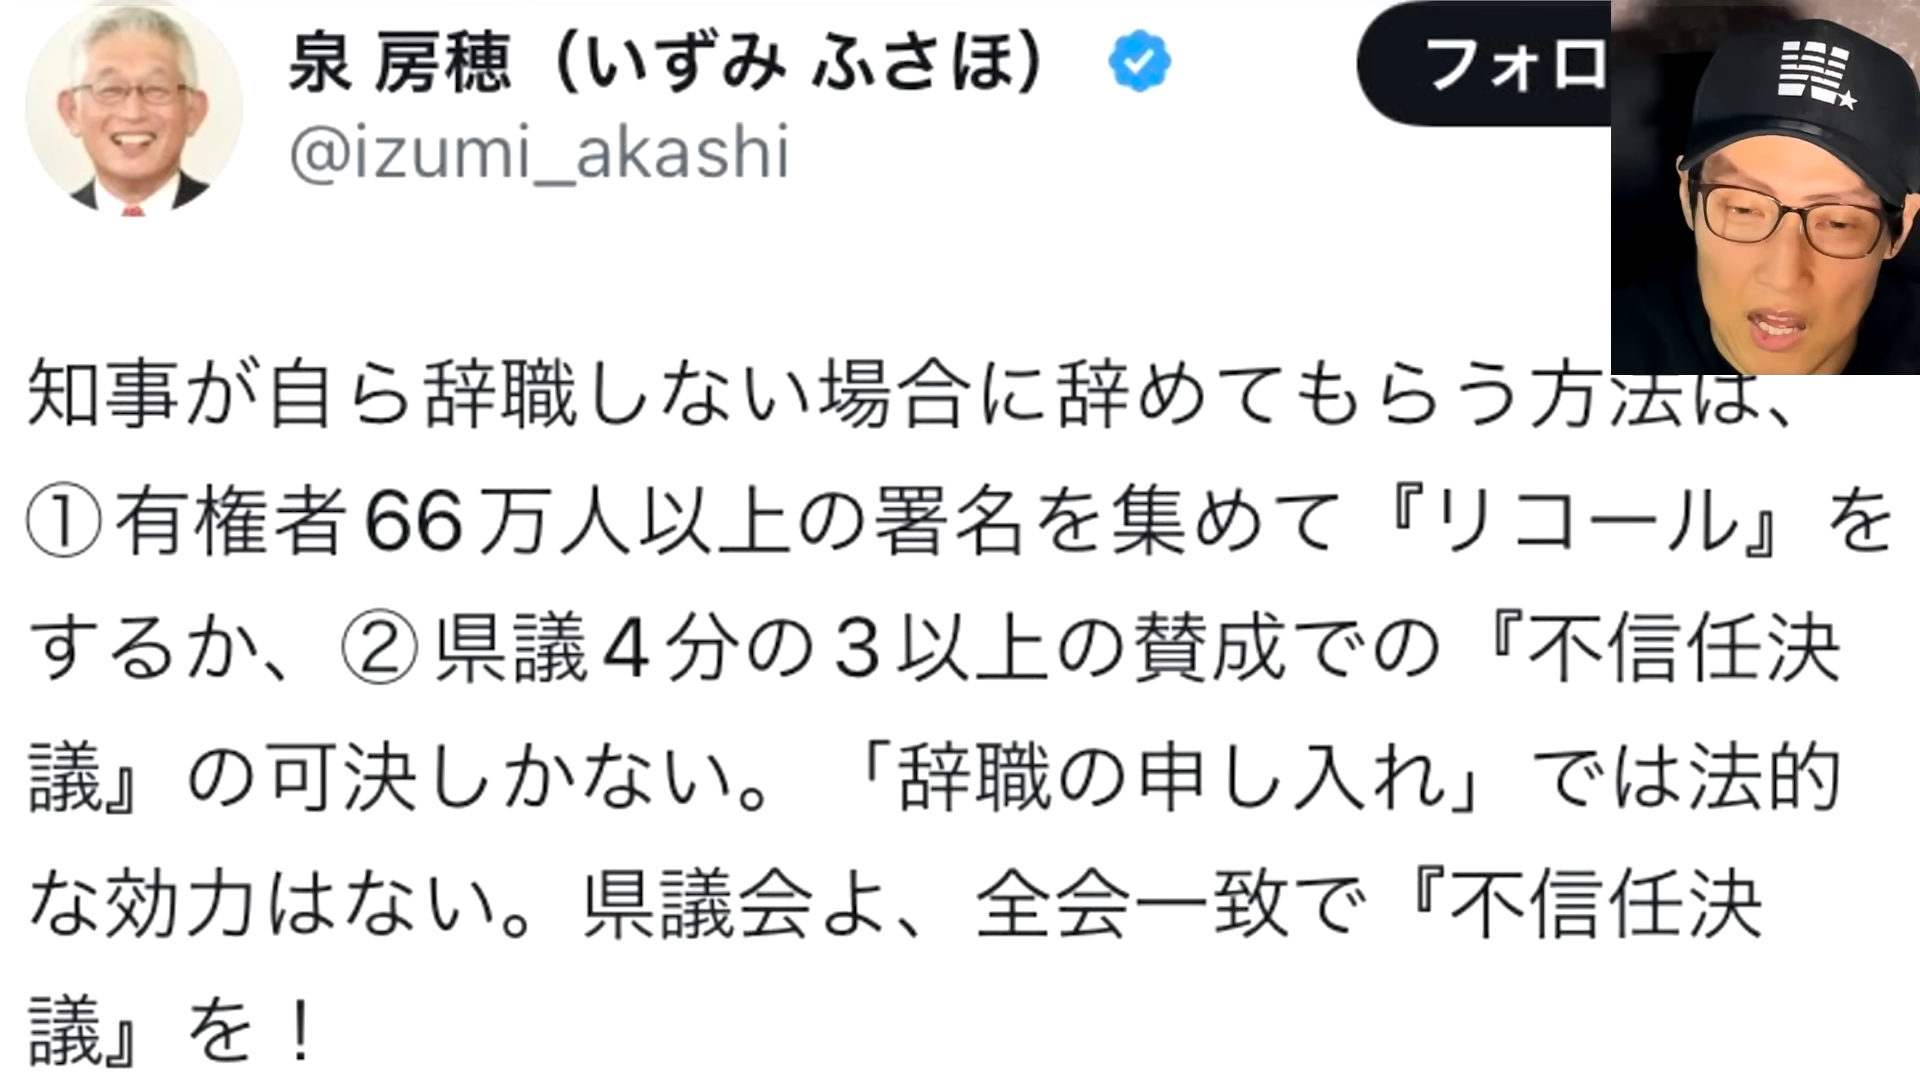 泉 房穂（いずみ ふさほ）
@izumi_akashi
フォロ
知事が自ら辞職しない場合に辞めてもらう方法は、
①有権者66万人以上の署名を集めて『リコール』を
するか、②県議4分の3以上の賛成での『不信任決
議』の可決しかない。「辞職の申し入れ」では法的
な効力はない。県議会よ、全会一致で『不信任決
議』を！